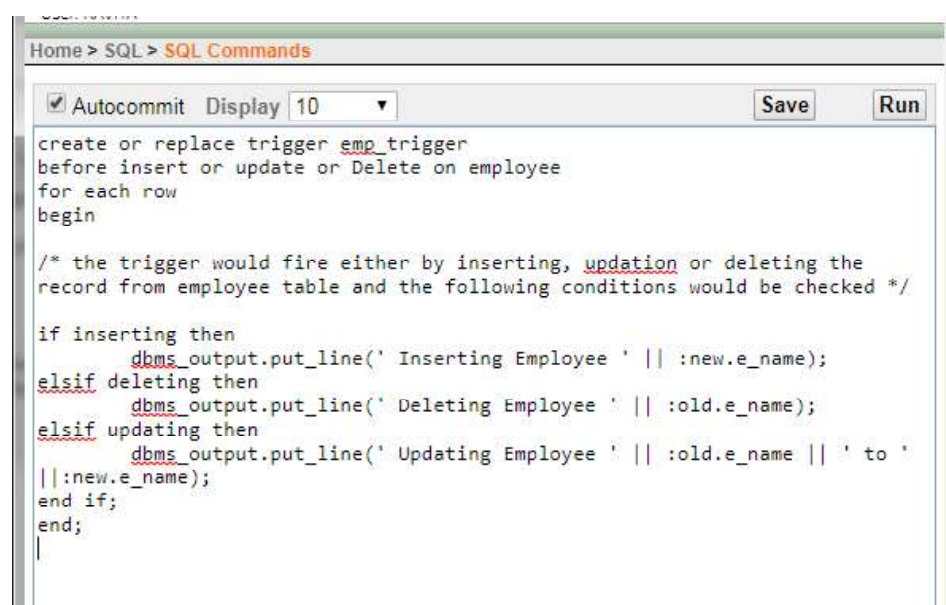 Home > SQL > SQL Commands
Autocommit Display 10 Save Run
create or replace trigger emp_trigger
before insert or update or Delete on employee
for each row
begin
/* the trigger would fire either by inserting, updation or deleting the
record from employee table and the following conditions would be checked */
if inserting then
dbms_output.put_line(' Inserting Employee ' || :new.e_name);
elsif deleting then
dbms_output.put_line(' Deleting Employee ' || :old.e_name);
elsif updating then
dbms_output.put_line(' Updating Employee ' || :old.e_name || ' to '
||:new.e_name);
end if;
end;